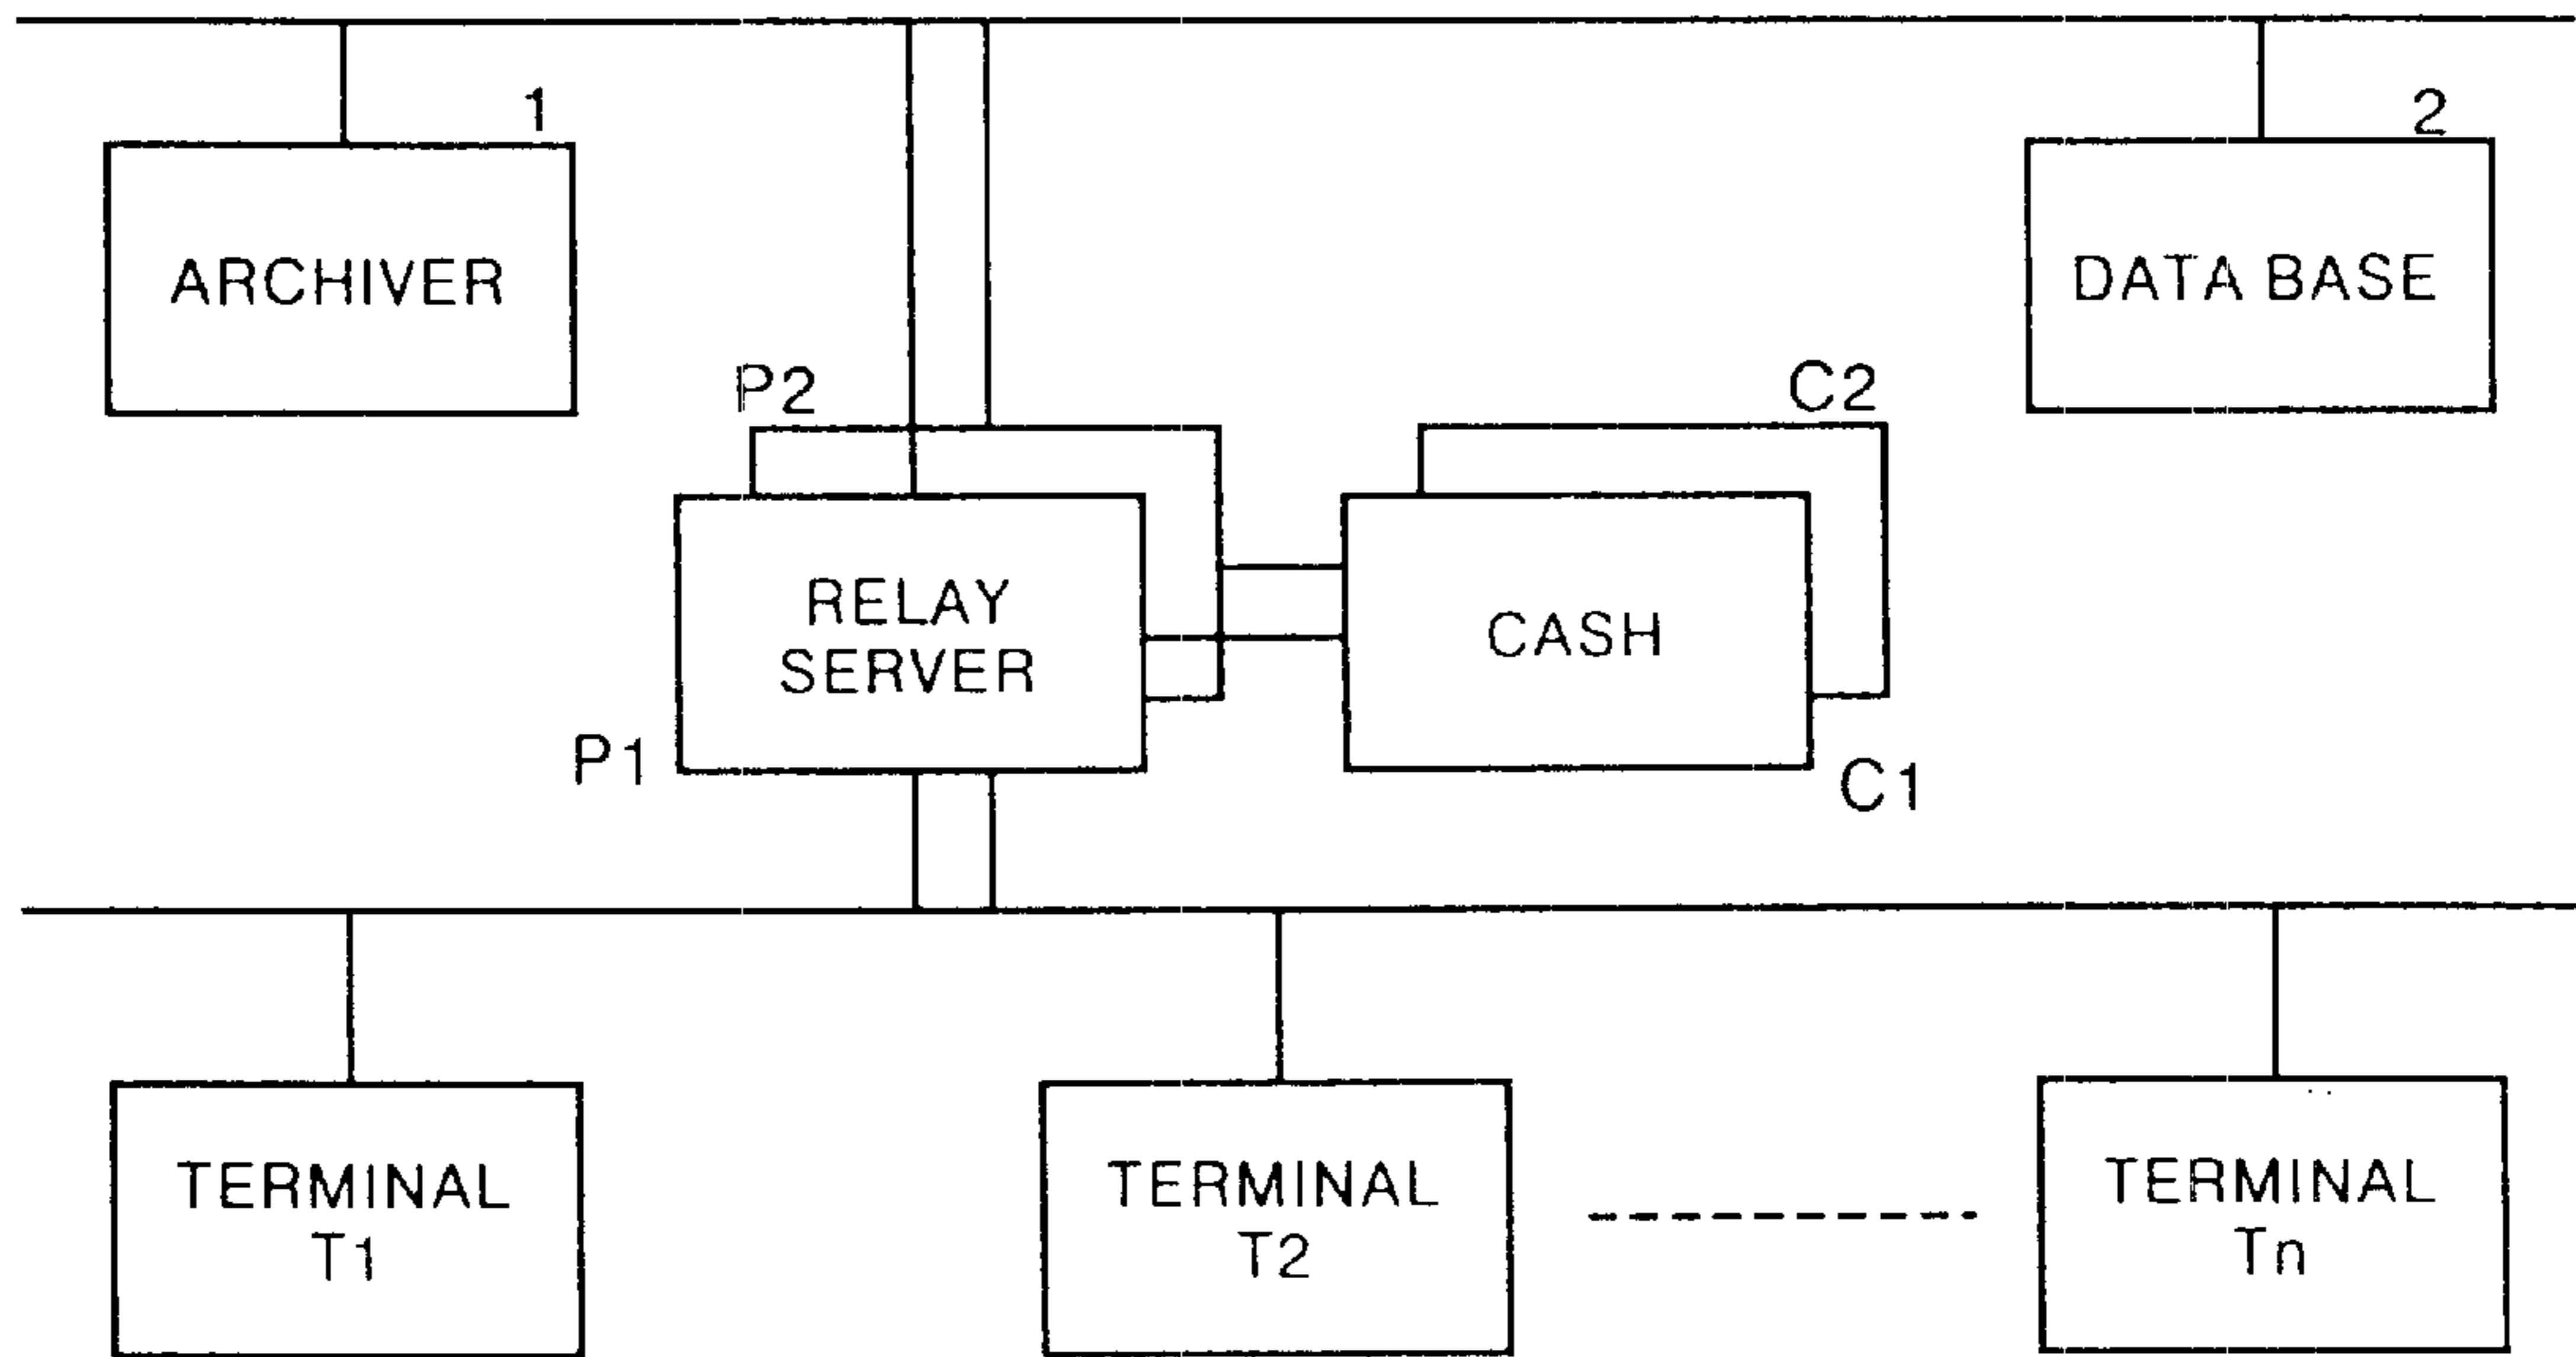 1
2
ARCHIVER
DATA BASE
P2
C2
RELAY
SERVER
CASH
P1
C1
TERMINAL
T1
TERMINAL
T2
TERMINAL
Tn